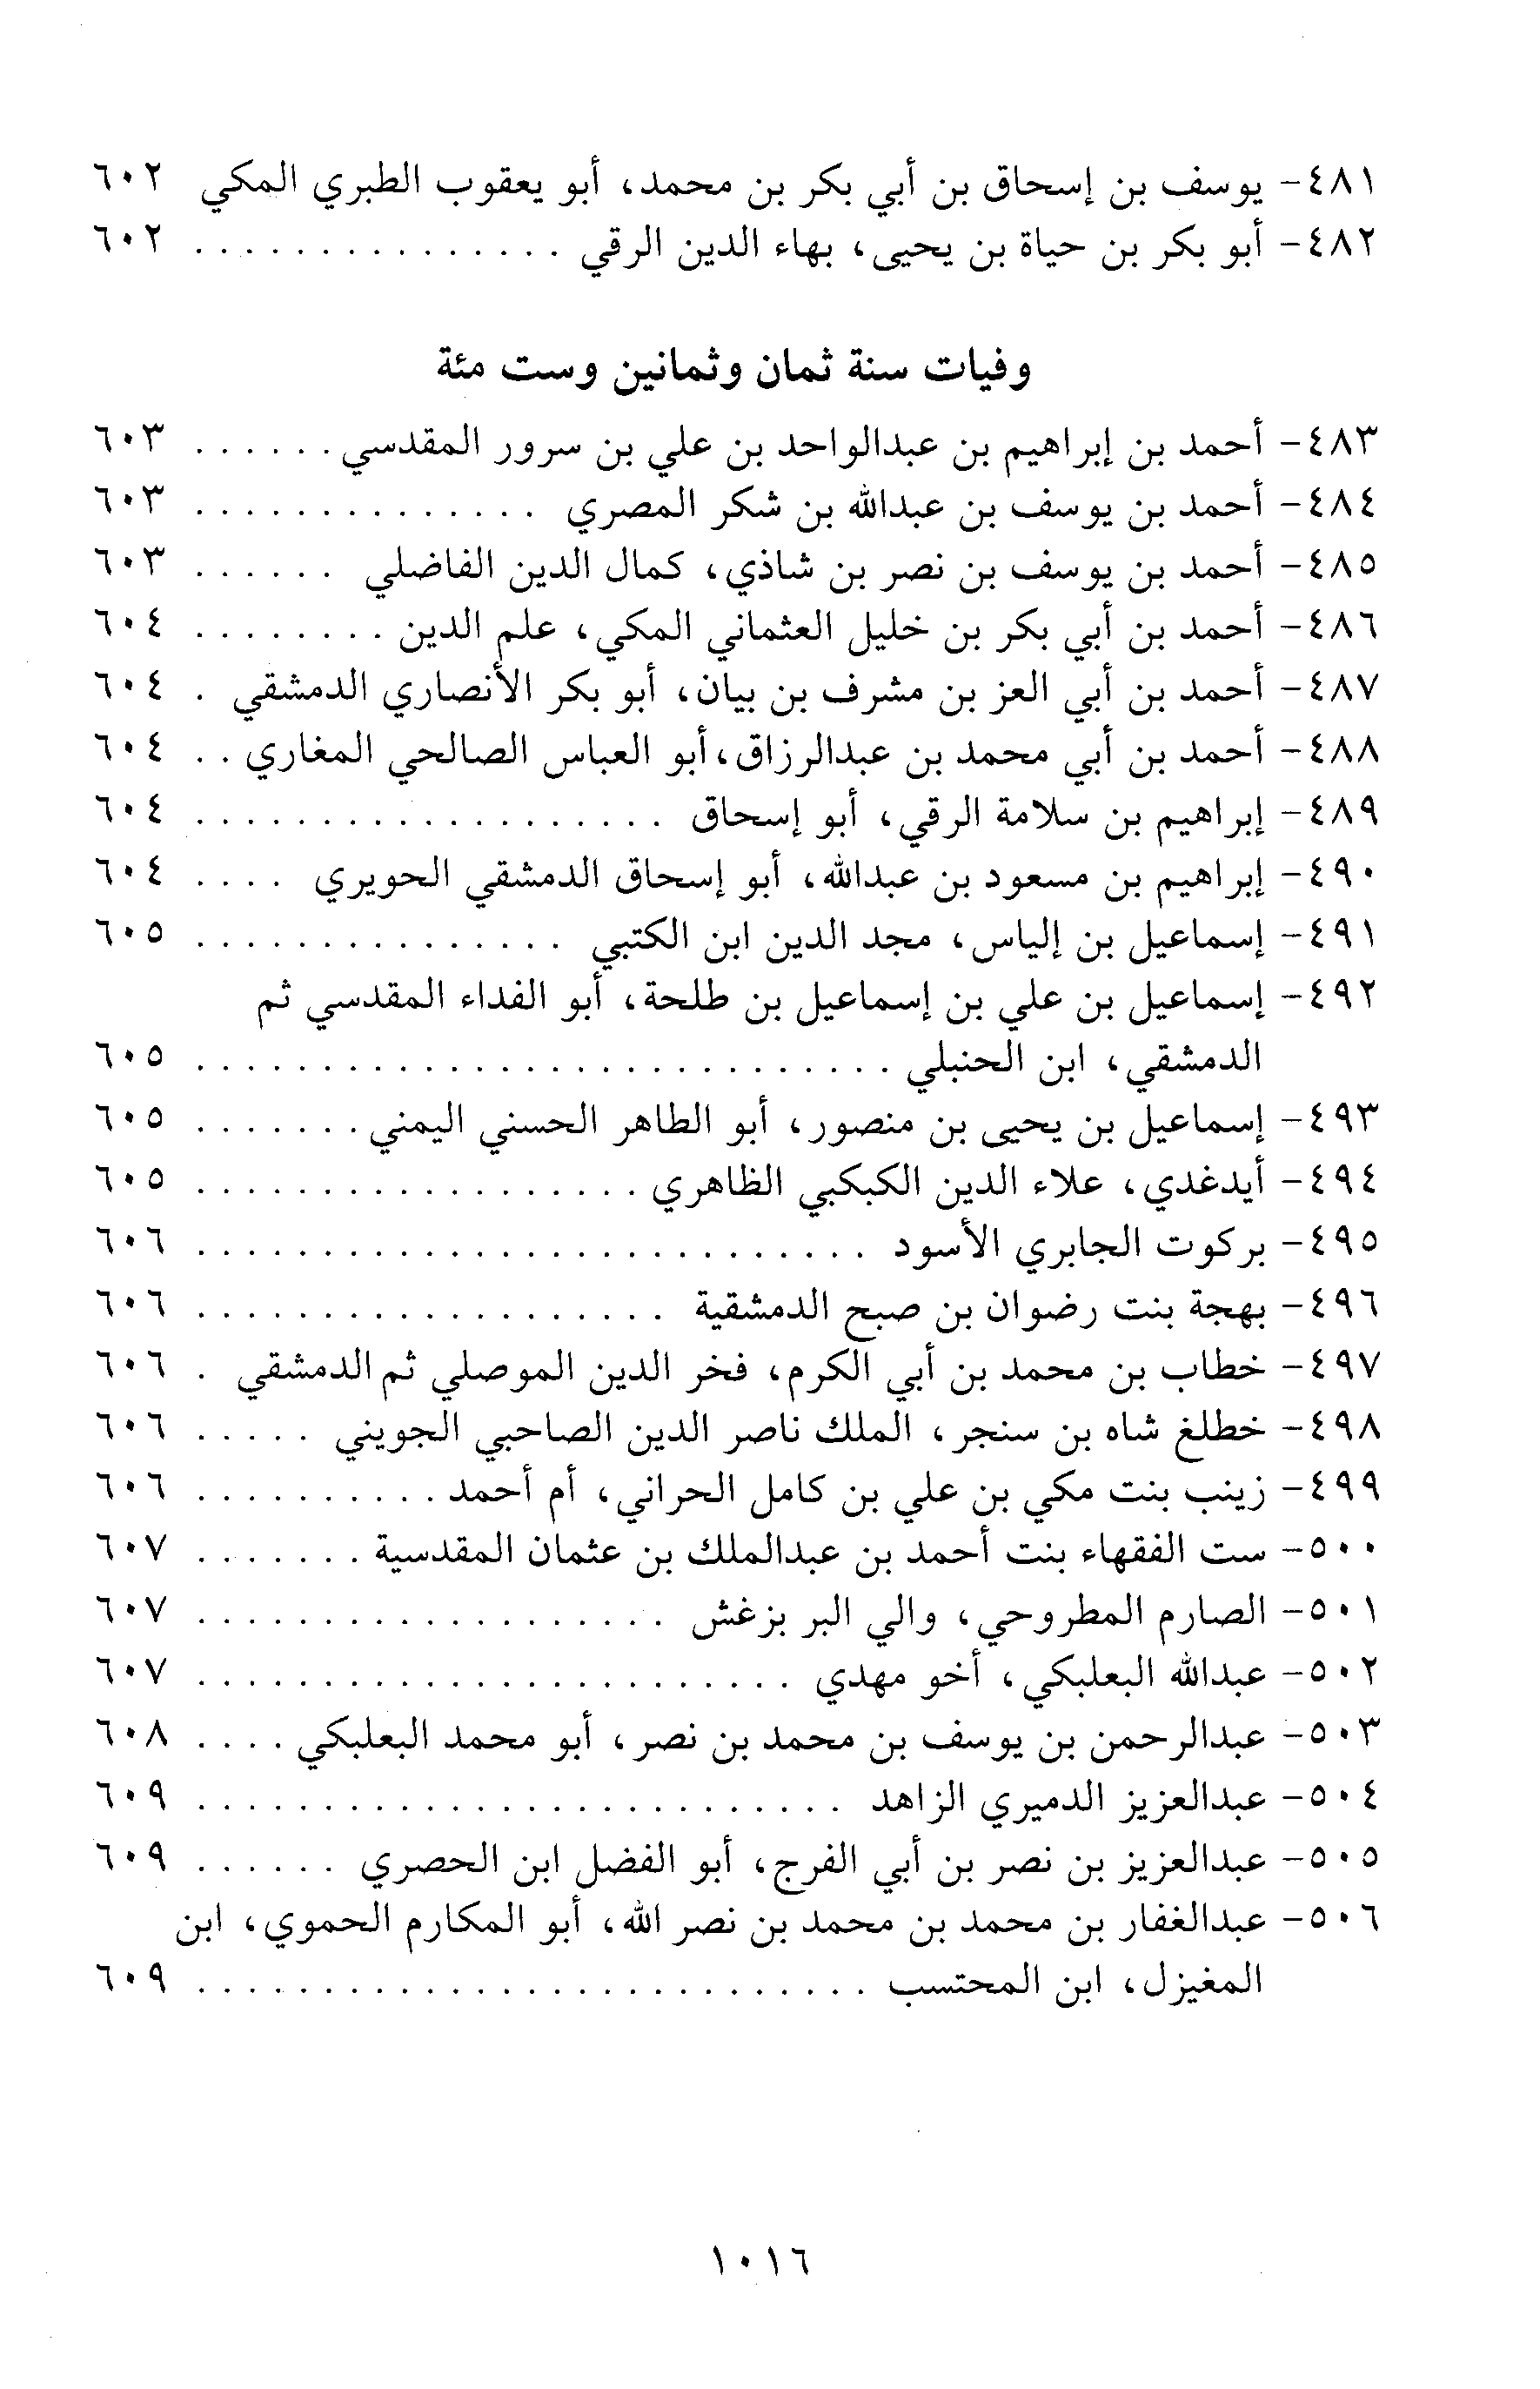 ٤٨١- يوسف بن إسحاق بن أبي بكر بن محمد، أبو يعقوب الطبري المكي ٦٠٢
٤٨٢- أبو بكر بن حياة بن يحيى، بهاء الدين الرقي . . . . . . . . . . . . . . . ٦٠٢
وفيات سنة ثمان وثمانين وست مئة
٤٨٣- أحمد بن إبراهيم بن عبدالواحد بن علي بن سرور المقدسي . . . . . . ٦٠٣
٤٨٤- أحمد بن يوسف بن عبدالله بن شكر المصري . . . . . . . . . . . . . . ٦٠٣
٤٨٥- أحمد بن يوسف بن نصر بن شاذي، كمال الدين الفاضلي . . . . . . ٦٠٣
٤٨٦- أحمد بن أبي بكر بن خليل العثماني المكي، علم الدين . . . . . . . . ٦٠٤
٤٨٧- أحمد بن أبي العز بن مشرف بن بيان، أبو بكر الأنصاري الدمشقي . ٦٠٤
٤٨٨- أحمد بن أبي محمد بن عبدالرزاق،أبو العباس الصالحي المغاري . . ٦٠٤
٤٨٩- إبراهيم بن سلامة الرقي، أبو إسحاق . . . . . . . . . . . . . . . . . . . ٦٠٤
٤٩٠- إبراهيم بن مسعود بن عبدالله، أبو إسحاق الدمشقي الحويري . . . . ٦٠٤
٤٩١- إسماعيل بن إلياس، مجد الدين ابن الكتبي . . . . . . . . . . . . . . . ٦٠٥
٤٩٢- إسماعيل بن علي بن إسماعيل بن طلحة، أبو الفداء المقدسي ثم
الدمشقي، ابن الحنبلي . . . . . . . . . . . . . . . . . . . . . . . . . . . . ٦٠٥
٤٩٣- إسماعيل بن يحيى بن منصور، أبو الطاهر الحسني اليمني . . . . . . . ٦٠٥
٤٩٤- أيدغدي، علاء الدين الكبكبي الظاهري . . . . . . . . . . . . . . . . . . ٦٠٥
٤٩٥- بركوت الجابري الأسود . . . . . . . . . . . . . . . . . . . . . . . . . . . ٦٠٦
٤٩٦- بهجة بنت رضوان بن صبح الدمشقية . . . . . . . . . . . . . . . . . . . ٦٠٦
٤٩٧- خطاب بن محمد بن أبي الكرم، فخر الدين الموصلي ثم الدمشقي . ٦٠٦
٤٩٨- خطلغ شاه بن سنجر، الملك ناصر الدين الصاحبي الجويني . . . . . ٦٠٦
٤٩٩- زينب بنت مكي بن علي بن كامل الحراني، أم أحمد . . . . . . . . . . ٦٠٦
٥٠٠- ست الفقهاء بنت أحمد بن عبدالملك بن عثمان المقدسية . . . . . . . ٦٠٧
٥٠١- الصارم المطروحي، والي البر بزغش . . . . . . . . . . . . . . . . . . . ٦٠٧
٥٠٢- عبدالله البعلبكي، أخو مهدي . . . . . . . . . . . . . . . . . . . . . . . . ٦٠٧
٥٠٣- عبدالرحمن بن يوسف بن محمد بن نصر، أبو محمد البعلبكي . . . . ٦٠٨
٥٠٤- عبدالعزيز الدميري الزاهد . . . . . . . . . . . . . . . . . . . . . . . . . . ٦٠٩
٥٠٥- عبدالعزيز بن نصر بن أبي الفرج، أبو الفضل ابن الحصري . . . . . . ٦٠٩
٥٠٦- عبدالغفار بن محمد بن محمد بن نصر الله، أبو المكارم الحموي، ابن
المغيزل، ابن المحتسب . . . . . . . . . . . . . . . . . . . . . . . . . . . ٦٠٩
١٠١٦